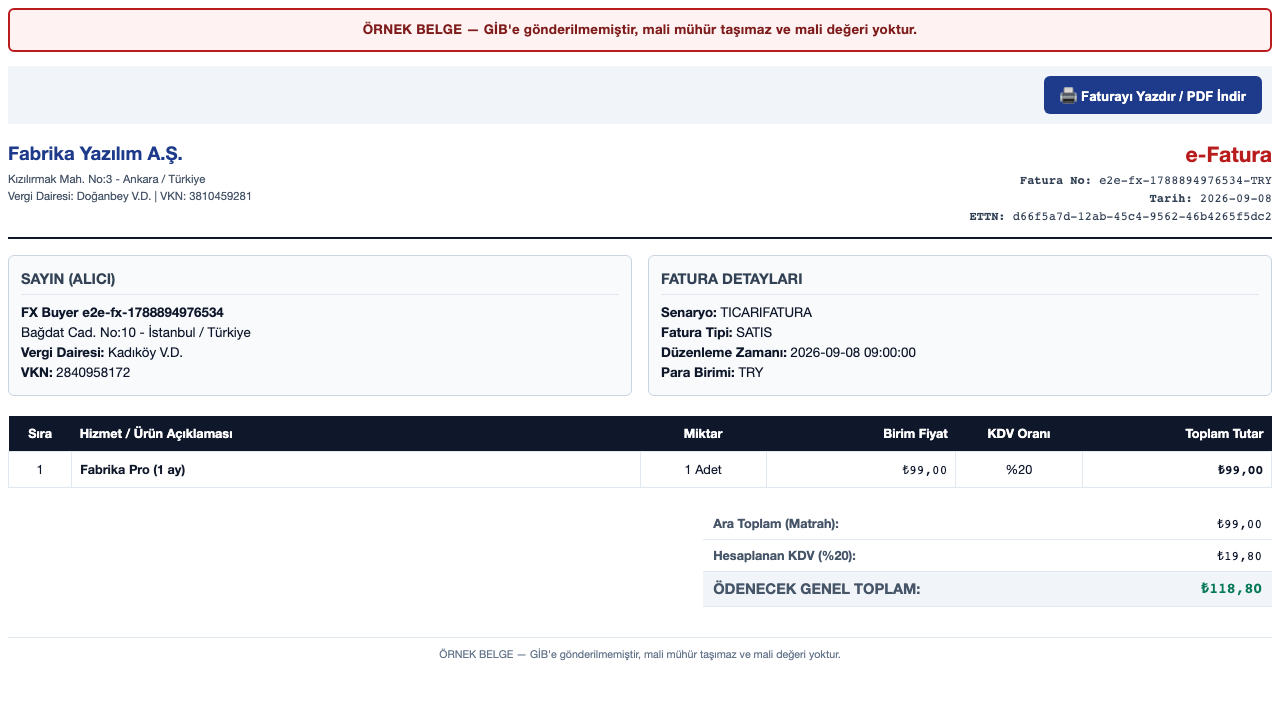 ÖRNEK BELGE — GİB'e gönderilmemiştir, mali mühür taşımaz ve mali değeri yoktur.
Faturayı Yazdır / PDF İndir
Fabrika Yazılım A.Ş.
Kızılırmak Mah. No:3 - Ankara / Türkiye
Vergi Dairesi: Doğanbey V.D. | VKN: 3810459281
e-Fatura
Fatura No: e2e-fx-1788894976534-TRY
Tarih: 2026-09-08
ETTN: d66f5a7d-12ab-45c4-9562-46b4265f5dc2
SAYIN (ALICI)
FX Buyer e2e-fx-1788894976534
Bağdat Cad. No:10 - İstanbul / Türkiye
Vergi Dairesi: Kadıköy V.D.
VKN: 2840958172
FATURA DETAYLARI
Senaryo: TICARIFATURA
Fatura Tipi: SATIS
Düzenleme Zamanı: 2026-09-08 09:00:00
Para Birimi: TRY
Sıra Hizmet / Ürün Açıklaması Miktar Birim Fiyat KDV Oranı Toplam Tutar
1 Fabrika Pro (1 ay) 1 Adet ₺99,00 %20 ₺99,00
Ara Toplam (Matrah): ₺99,00
Hesaplanan KDV (%20): ₺19,80
ÖDENECEK GENEL TOPLAM: ₺118,80
ÖRNEK BELGE — GİB'e gönderilmemiştir, mali mühür taşımaz ve mali değeri yoktur.